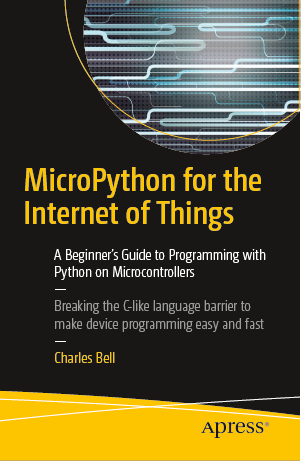 MicroPython for the
Internet of Things
A Beginner's Guide to Programming with
Python on Microcontrollers
—
Breaking the C-like language barrier to
make device programming easy and fast
—
Charles Bell
Apress®